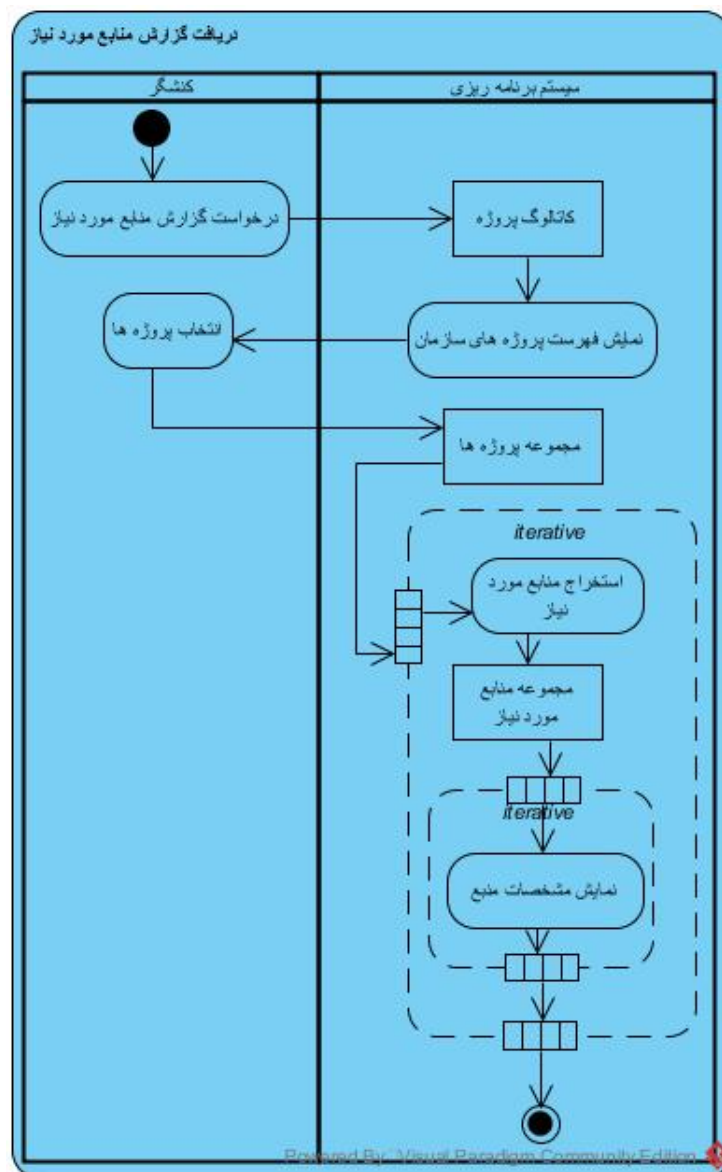 دریافت گزارش منابع مورد نیاز
کنشگر
سیستم برنامه ریزی
درخواست گزارش منابع مورد نیاز
کاتالوگ پروژه
نمایش فهرست پروژه های سازمان
انتخاب پروژه ها
مجموعه پروژه ها
iterative
استخراج منابع مورد
نیاز
مجموعه منابع
مورد نیاز
iterative
نمایش مشخصات منبع
Powered By Visual Paradigm Community Edition